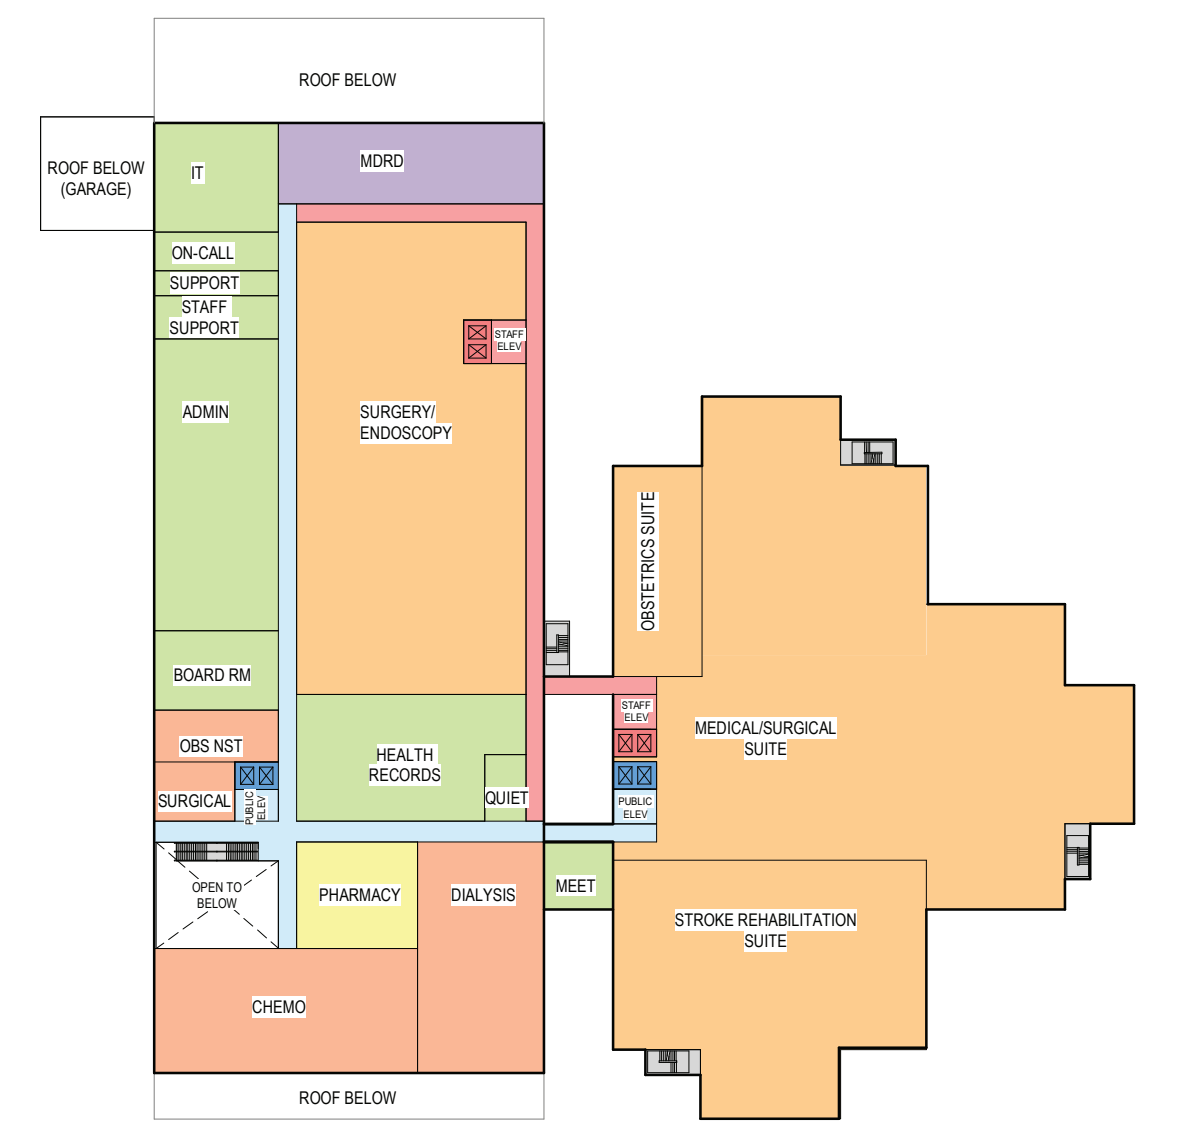 ROOF BELOW
ROOF BELOW
(GARAGE)
IT
MDRD
ON-CALL
SUPPORT
STAFF
SUPPORT
STAFF
ELEV
ADMIN
SURGERY/
ENDOSCOPY
OBSTETRICS SUITE
BOARD RM
STAFF
ELEV
MEDICAL/SURGICAL
SUITE
OBS NST
HEALTH
RECORDS
QUIET
SURGICAL
PUBLIC
ELEV
PUBLIC
ELEV
OPEN TO
BELOW
PHARMACY
DIALYSIS
MEET
STROKE REHABILITATION
SUITE
CHEMO
ROOF BELOW